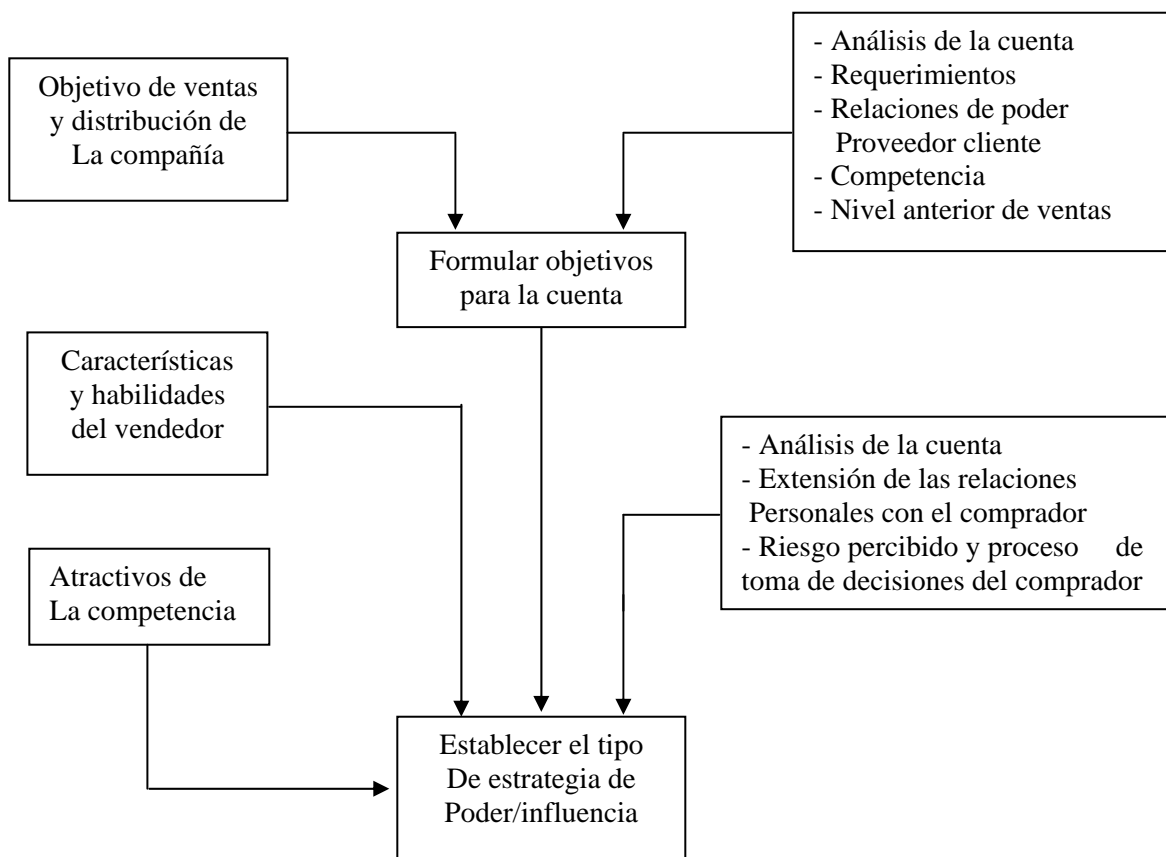 Objetivo de ventas
y distribución de
La compañía
- Análisis de la cuenta
- Requerimientos
- Relaciones de poder
Proveedor cliente
- Competencia
- Nivel anterior de ventas
Formular objetivos
para la cuenta
Característícas
y habilidades
del vendedor
- Análisis de la cuenta
- Extensión de las relaciones
Personales con el comprador
- Riesgo percibido y proceso de
toma de decisiones del comprador
Atractivos de
La competencia
Establecer el tipo
De estrategia de
Poder/influencia